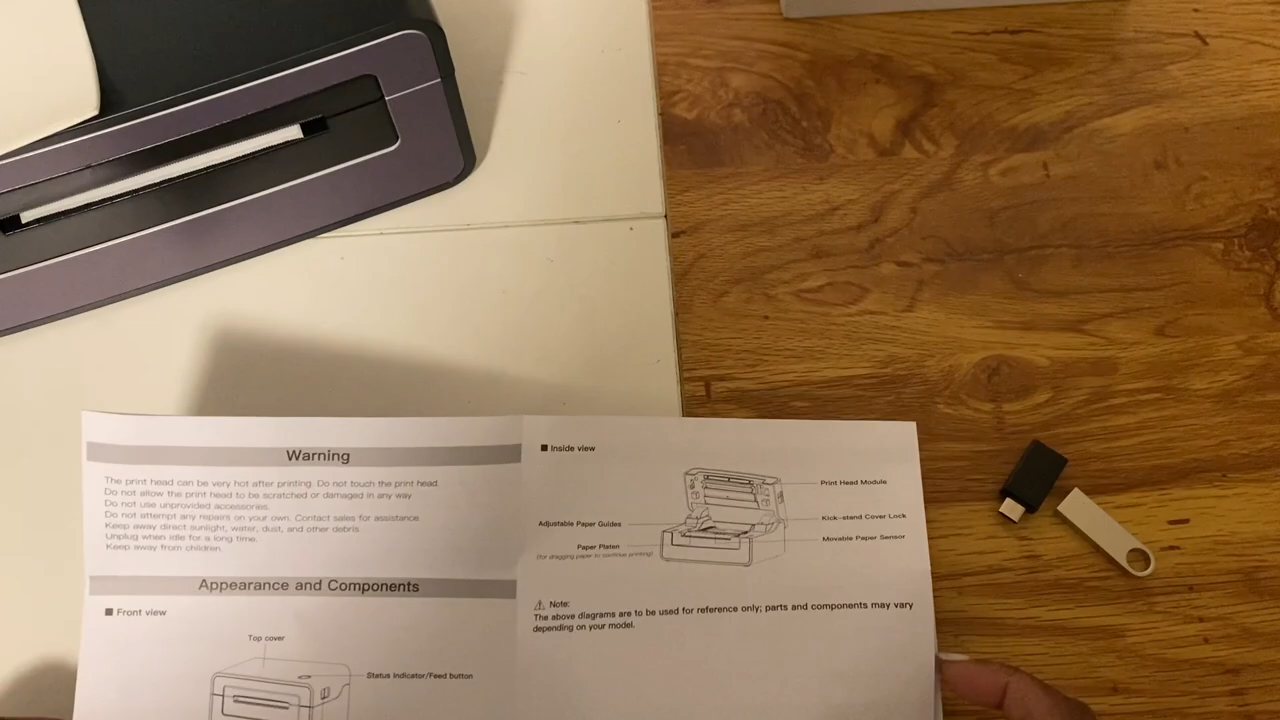 Warning
The print head can be very hot after printing. Do not touch the print head.
Do not allow the print head to be scratched or damaged in any way
Do not use unprovided accessories.
Do not attempt any repairs on your own. Contact sales for assistance
Keep away direct sunlight, water, dust, and other debris.
Unplug when idle for a long time.
Keep away from children.
Appearance and Components
Front view
Top cover
Status Indicator/Feed button
Inside view
Print Head Module
Adjustable Paper Guides
Kick-stand Cover Lock
Paper Platen
Movable Paper Sensor
(for dragging paper to continue printing)
Note:
The above diagrams are to be used for reference only; parts and components may vary
depending on your model.